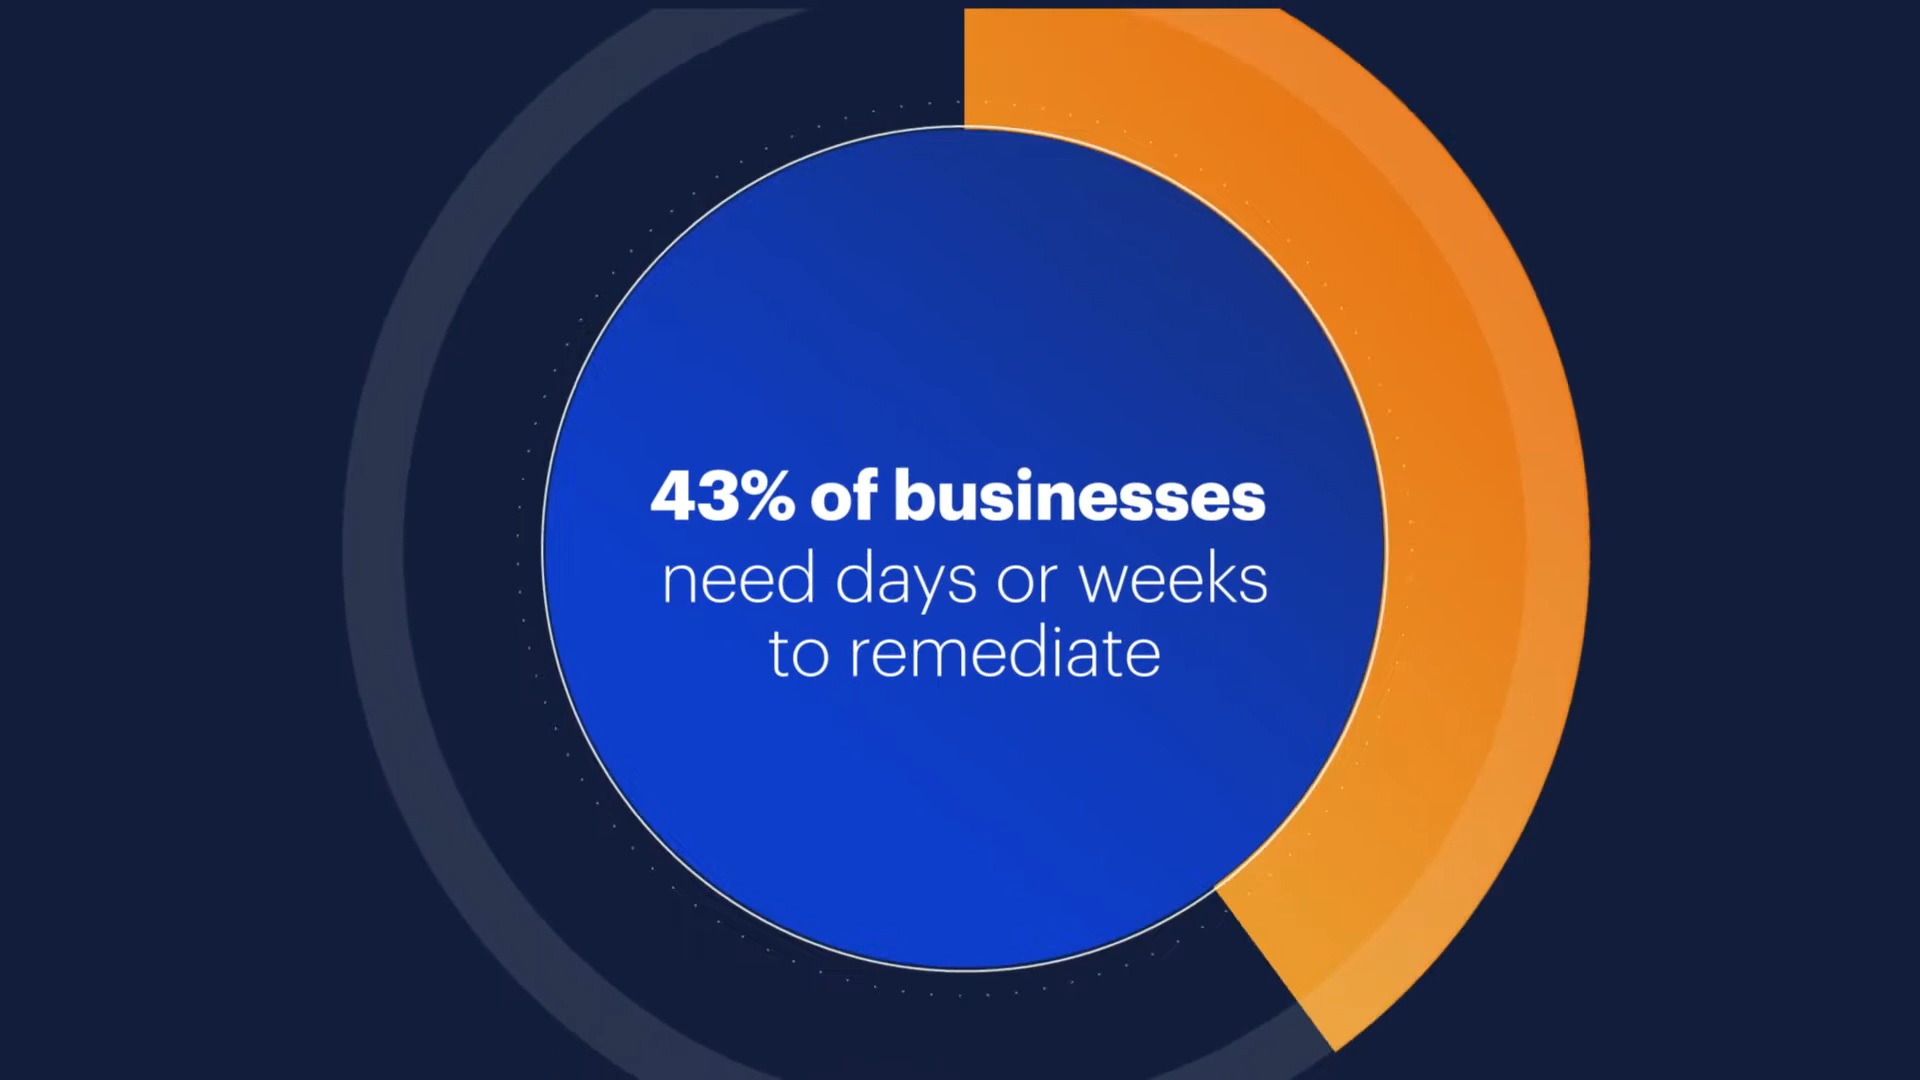 43% of businesses
need days or weeks
to remediate